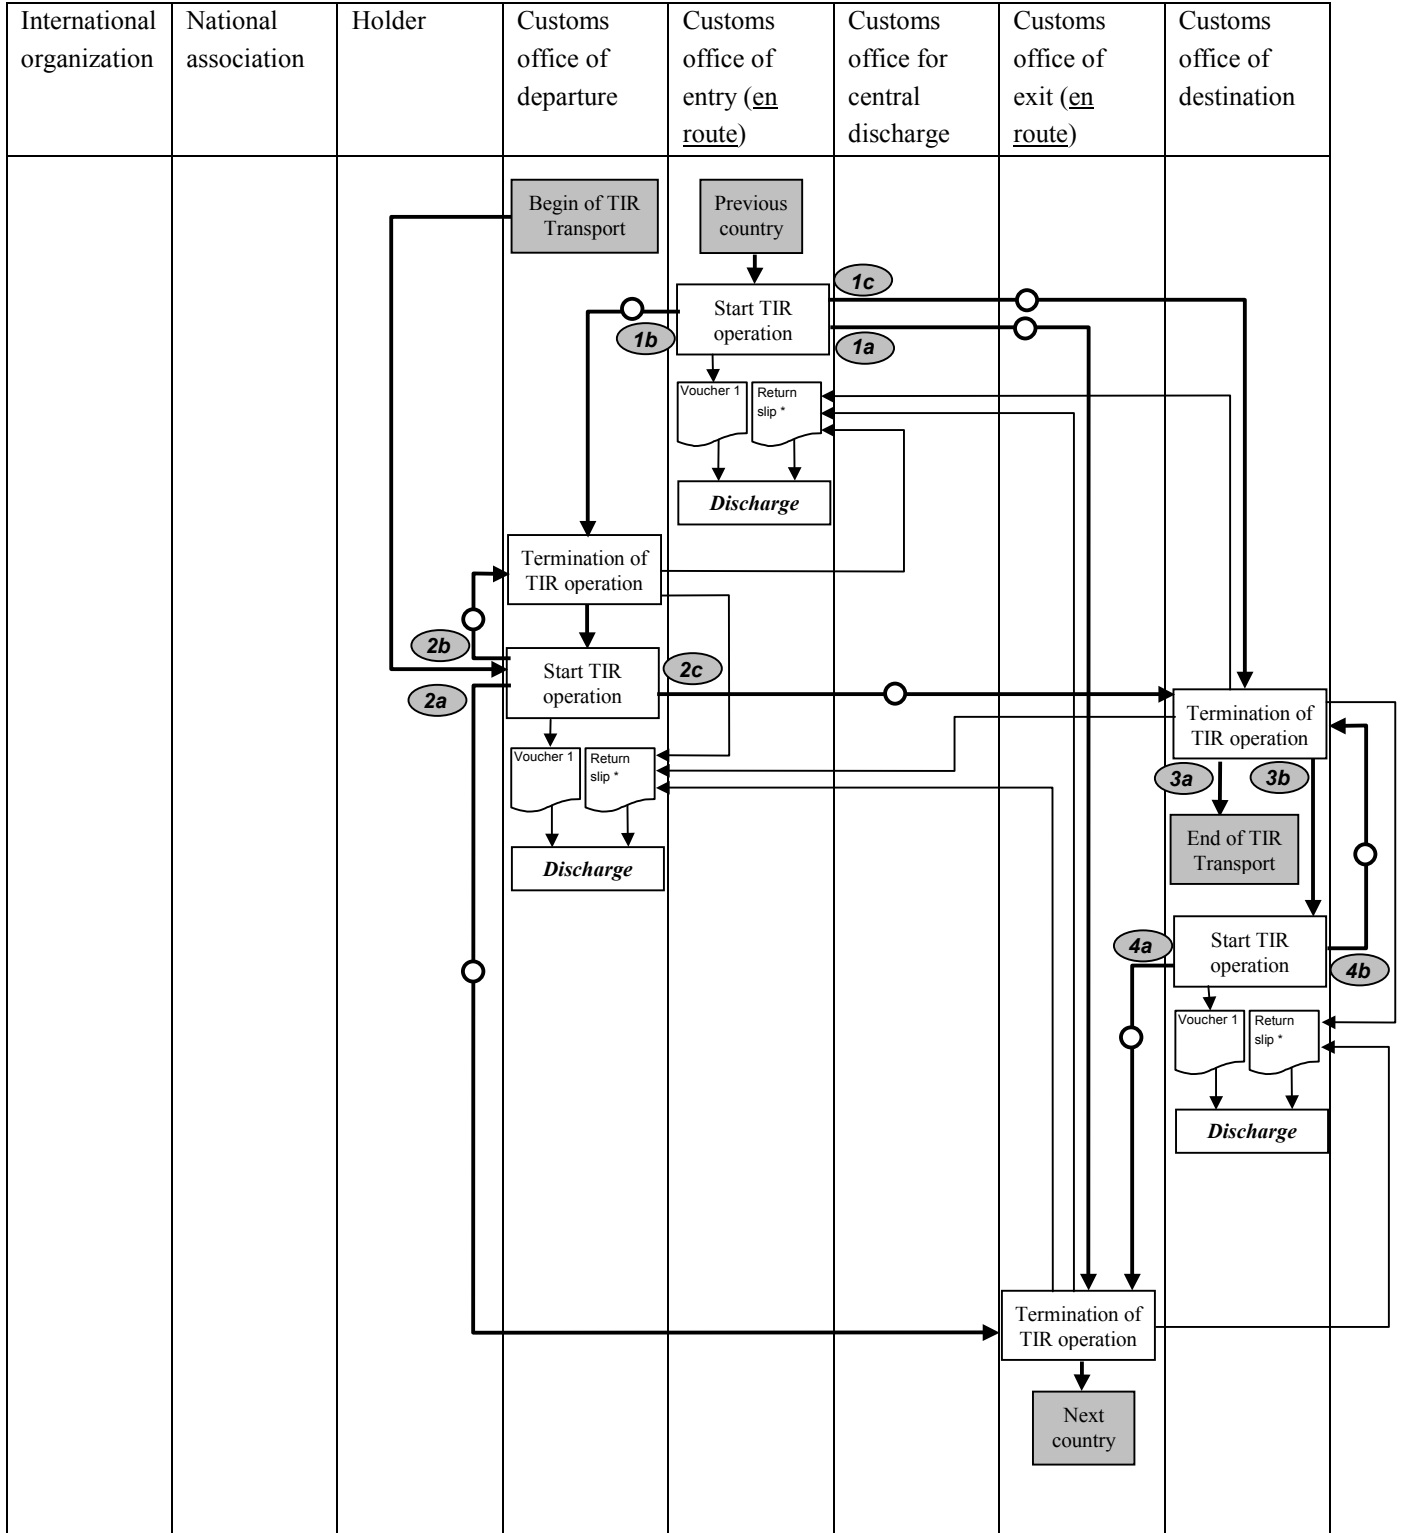 International
organization
National
association
Holder
Customs
office of
departure
Customs
office of
entry (en
route)
Customs
office for
central
discharge
Customs
office of
exit (en
route)
Customs
office of
destination
Begin of TIR
Transport
Previous
country
1c
Start TIR
operation
1b
1a
Voucher 1
Return
slip *
Discharge
Termination of
TIR operation
2b
Start TIR
operation
2c
2a
Termination of
TIR operation
Voucher 1
Return
slip *
3a
3b
End of TIR
Transport
Discharge
4a
Start TIR
operation
4b
Voucher 1
Return
slip *
Discharge
Termination of
TIR operation
Next
country